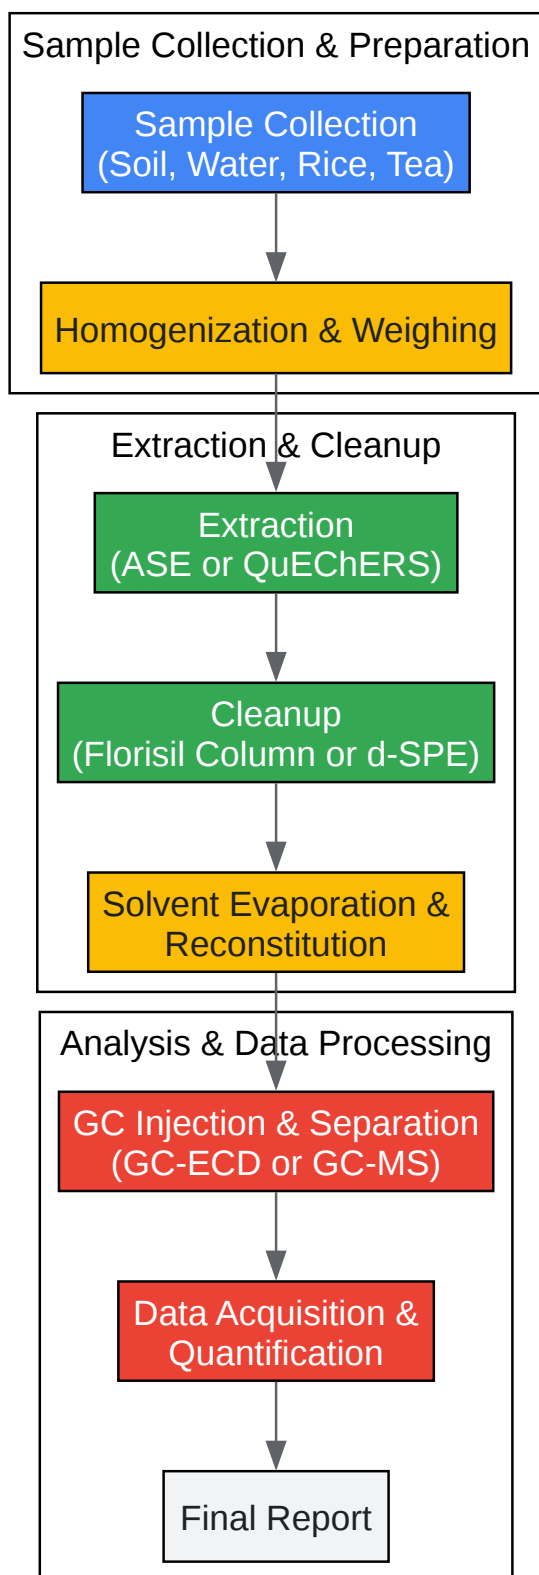 Sample Collection & Preparation
Sample Collection
(Soil, Water, Rice, Tea)
Homogenization & Weighing
Extraction & Cleanup
Extraction
(ASE or QuEChERS)
Cleanup
(Florisil Column or d-SPE)
Solvent Evaporation &
Reconstitution
Analysis & Data Processing
GC Injection & Separation
(GC-ECD or GC-MS)
Data Acquisition &
Quantification
Final Report